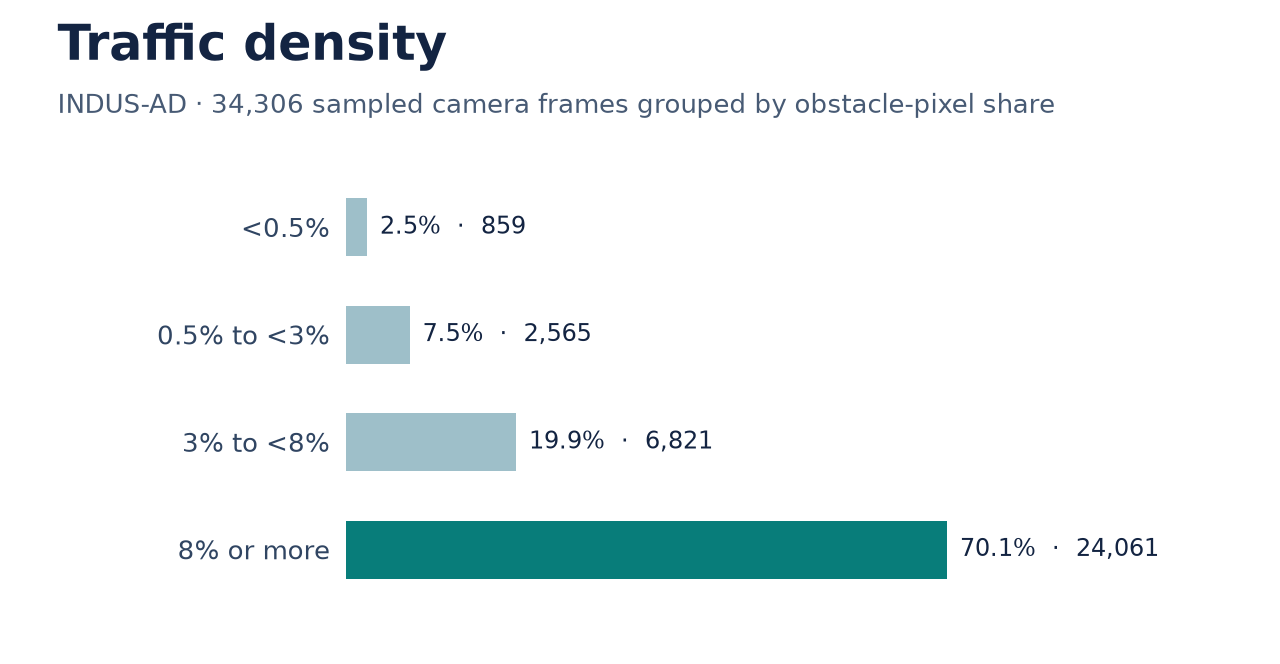 Traffic density
INDUS-AD · 34,306 sampled camera frames grouped by obstacle-pixel share
<0.5% 2.5% · 859
0.5% to <3% 7.5% · 2,565
3% to <8% 19.9% · 6,821
8% or more 70.1% · 24,061